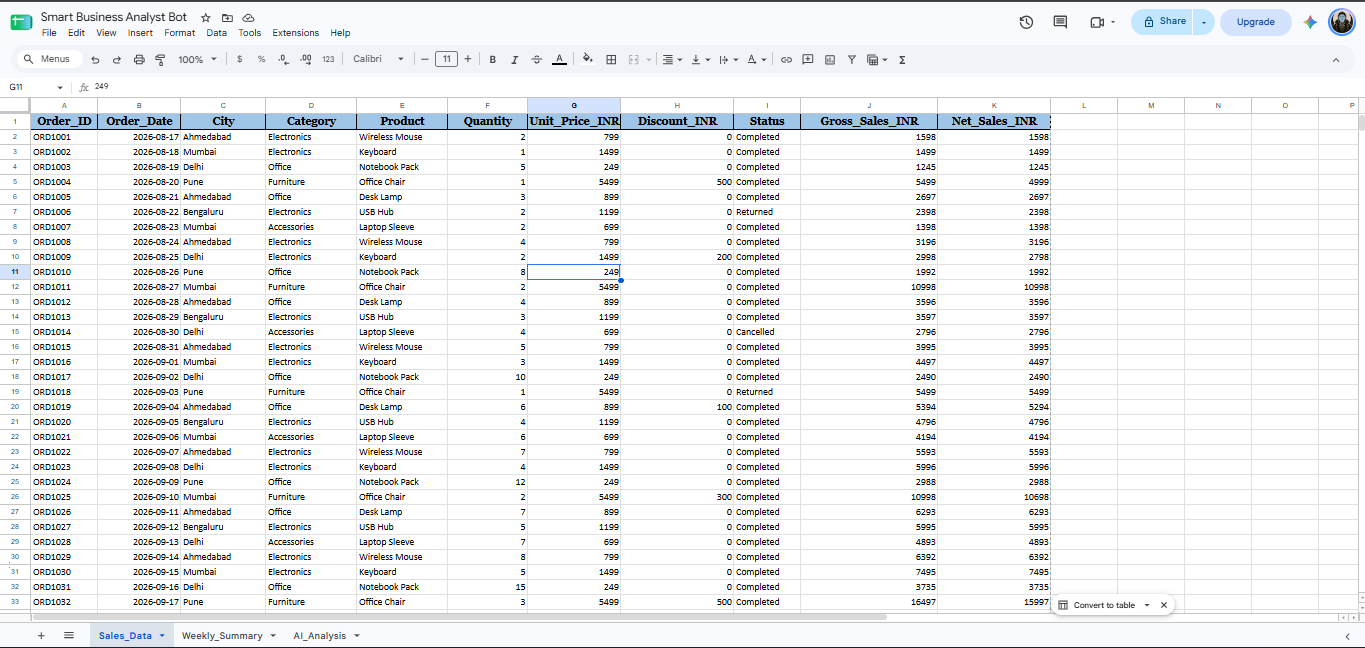 Smart Business Analyst Bot
File Edit View Insert Format Data Tools Extensions Help
Share
Upgrade
Menus 100% $ % .0 .00 123 Calibri - 11 + B I A
G11 fx 249
A B C D E F G H I J K L M N O P
1 Order_ID Order_Date City Category Product Quantity Unit_Price_INR Discount_INR Status Gross_Sales_INR Net_Sales_INR
2 ORD1001 2026-08-17 Ahmedabad Electronics Wireless Mouse 2 799 0 Completed 1598 1598
3 ORD1002 2026-08-18 Mumbai Electronics Keyboard 1 1499 0 Completed 1499 1499
4 ORD1003 2026-08-19 Delhi Office Notebook Pack 5 249 0 Completed 1245 1245
5 ORD1004 2026-08-20 Pune Furniture Office Chair 1 5499 500 Completed 5499 4999
6 ORD1005 2026-08-21 Ahmedabad Office Desk Lamp 3 899 0 Completed 2697 2697
7 ORD1006 2026-08-22 Bengaluru Electronics USB Hub 2 1199 0 Returned 2398 2398
8 ORD1007 2026-08-23 Mumbai Accessories Laptop Sleeve 2 699 0 Completed 1398 1398
9 ORD1008 2026-08-24 Ahmedabad Electronics Wireless Mouse 4 799 0 Completed 3196 3196
10 ORD1009 2026-08-25 Delhi Electronics Keyboard 2 1499 200 Completed 2998 2798
11 ORD1010 2026-08-26 Pune Office Notebook Pack 8 249 0 Completed 1992 1992
12 ORD1011 2026-08-27 Mumbai Furniture Office Chair 2 5499 0 Completed 10998 10998
13 ORD1012 2026-08-28 Ahmedabad Office Desk Lamp 4 899 0 Completed 3596 3596
14 ORD1013 2026-08-29 Bengaluru Electronics USB Hub 3 1199 0 Completed 3597 3597
15 ORD1014 2026-08-30 Delhi Accessories Laptop Sleeve 4 699 0 Cancelled 2796 2796
16 ORD1015 2026-08-31 Ahmedabad Electronics Wireless Mouse 5 799 0 Completed 3995 3995
17 ORD1016 2026-09-01 Mumbai Electronics Keyboard 3 1499 0 Completed 4497 4497
18 ORD1017 2026-09-02 Delhi Office Notebook Pack 10 249 0 Completed 2490 2490
19 ORD1018 2026-09-03 Pune Furniture Office Chair 1 5499 0 Returned 5499 5499
20 ORD1019 2026-09-04 Ahmedabad Office Desk Lamp 6 899 100 Completed 5394 5294
21 ORD1020 2026-09-05 Bengaluru Electronics USB Hub 4 1199 0 Completed 4796 4796
22 ORD1021 2026-09-06 Mumbai Accessories Laptop Sleeve 6 699 0 Completed 4194 4194
23 ORD1022 2026-09-07 Ahmedabad Electronics Wireless Mouse 7 799 0 Completed 5593 5593
24 ORD1023 2026-09-08 Delhi Electronics Keyboard 4 1499 0 Completed 5996 5996
25 ORD1024 2026-09-09 Pune Office Notebook Pack 12 249 0 Completed 2988 2988
26 ORD1025 2026-09-10 Mumbai Furniture Office Chair 2 5499 300 Completed 10998 10698
27 ORD1026 2026-09-11 Ahmedabad Office Desk Lamp 7 899 0 Completed 6293 6293
28 ORD1027 2026-09-12 Bengaluru Electronics USB Hub 5 1199 0 Completed 5995 5995
29 ORD1028 2026-09-13 Delhi Accessories Laptop Sleeve 7 699 0 Completed 4893 4893
30 ORD1029 2026-09-14 Ahmedabad Electronics Wireless Mouse 8 799 0 Completed 6392 6392
31 ORD1030 2026-09-15 Mumbai Electronics Keyboard 5 1499 0 Completed 7495 7495
32 ORD1031 2026-09-16 Delhi Office Notebook Pack 15 249 0 Completed 3735 3735
33 ORD1032 2026-09-17 Pune Furniture Office Chair 3 5499 500 Completed 16497 15997
Convert to table
Sales_Data Weekly_Summary AI_Analysis